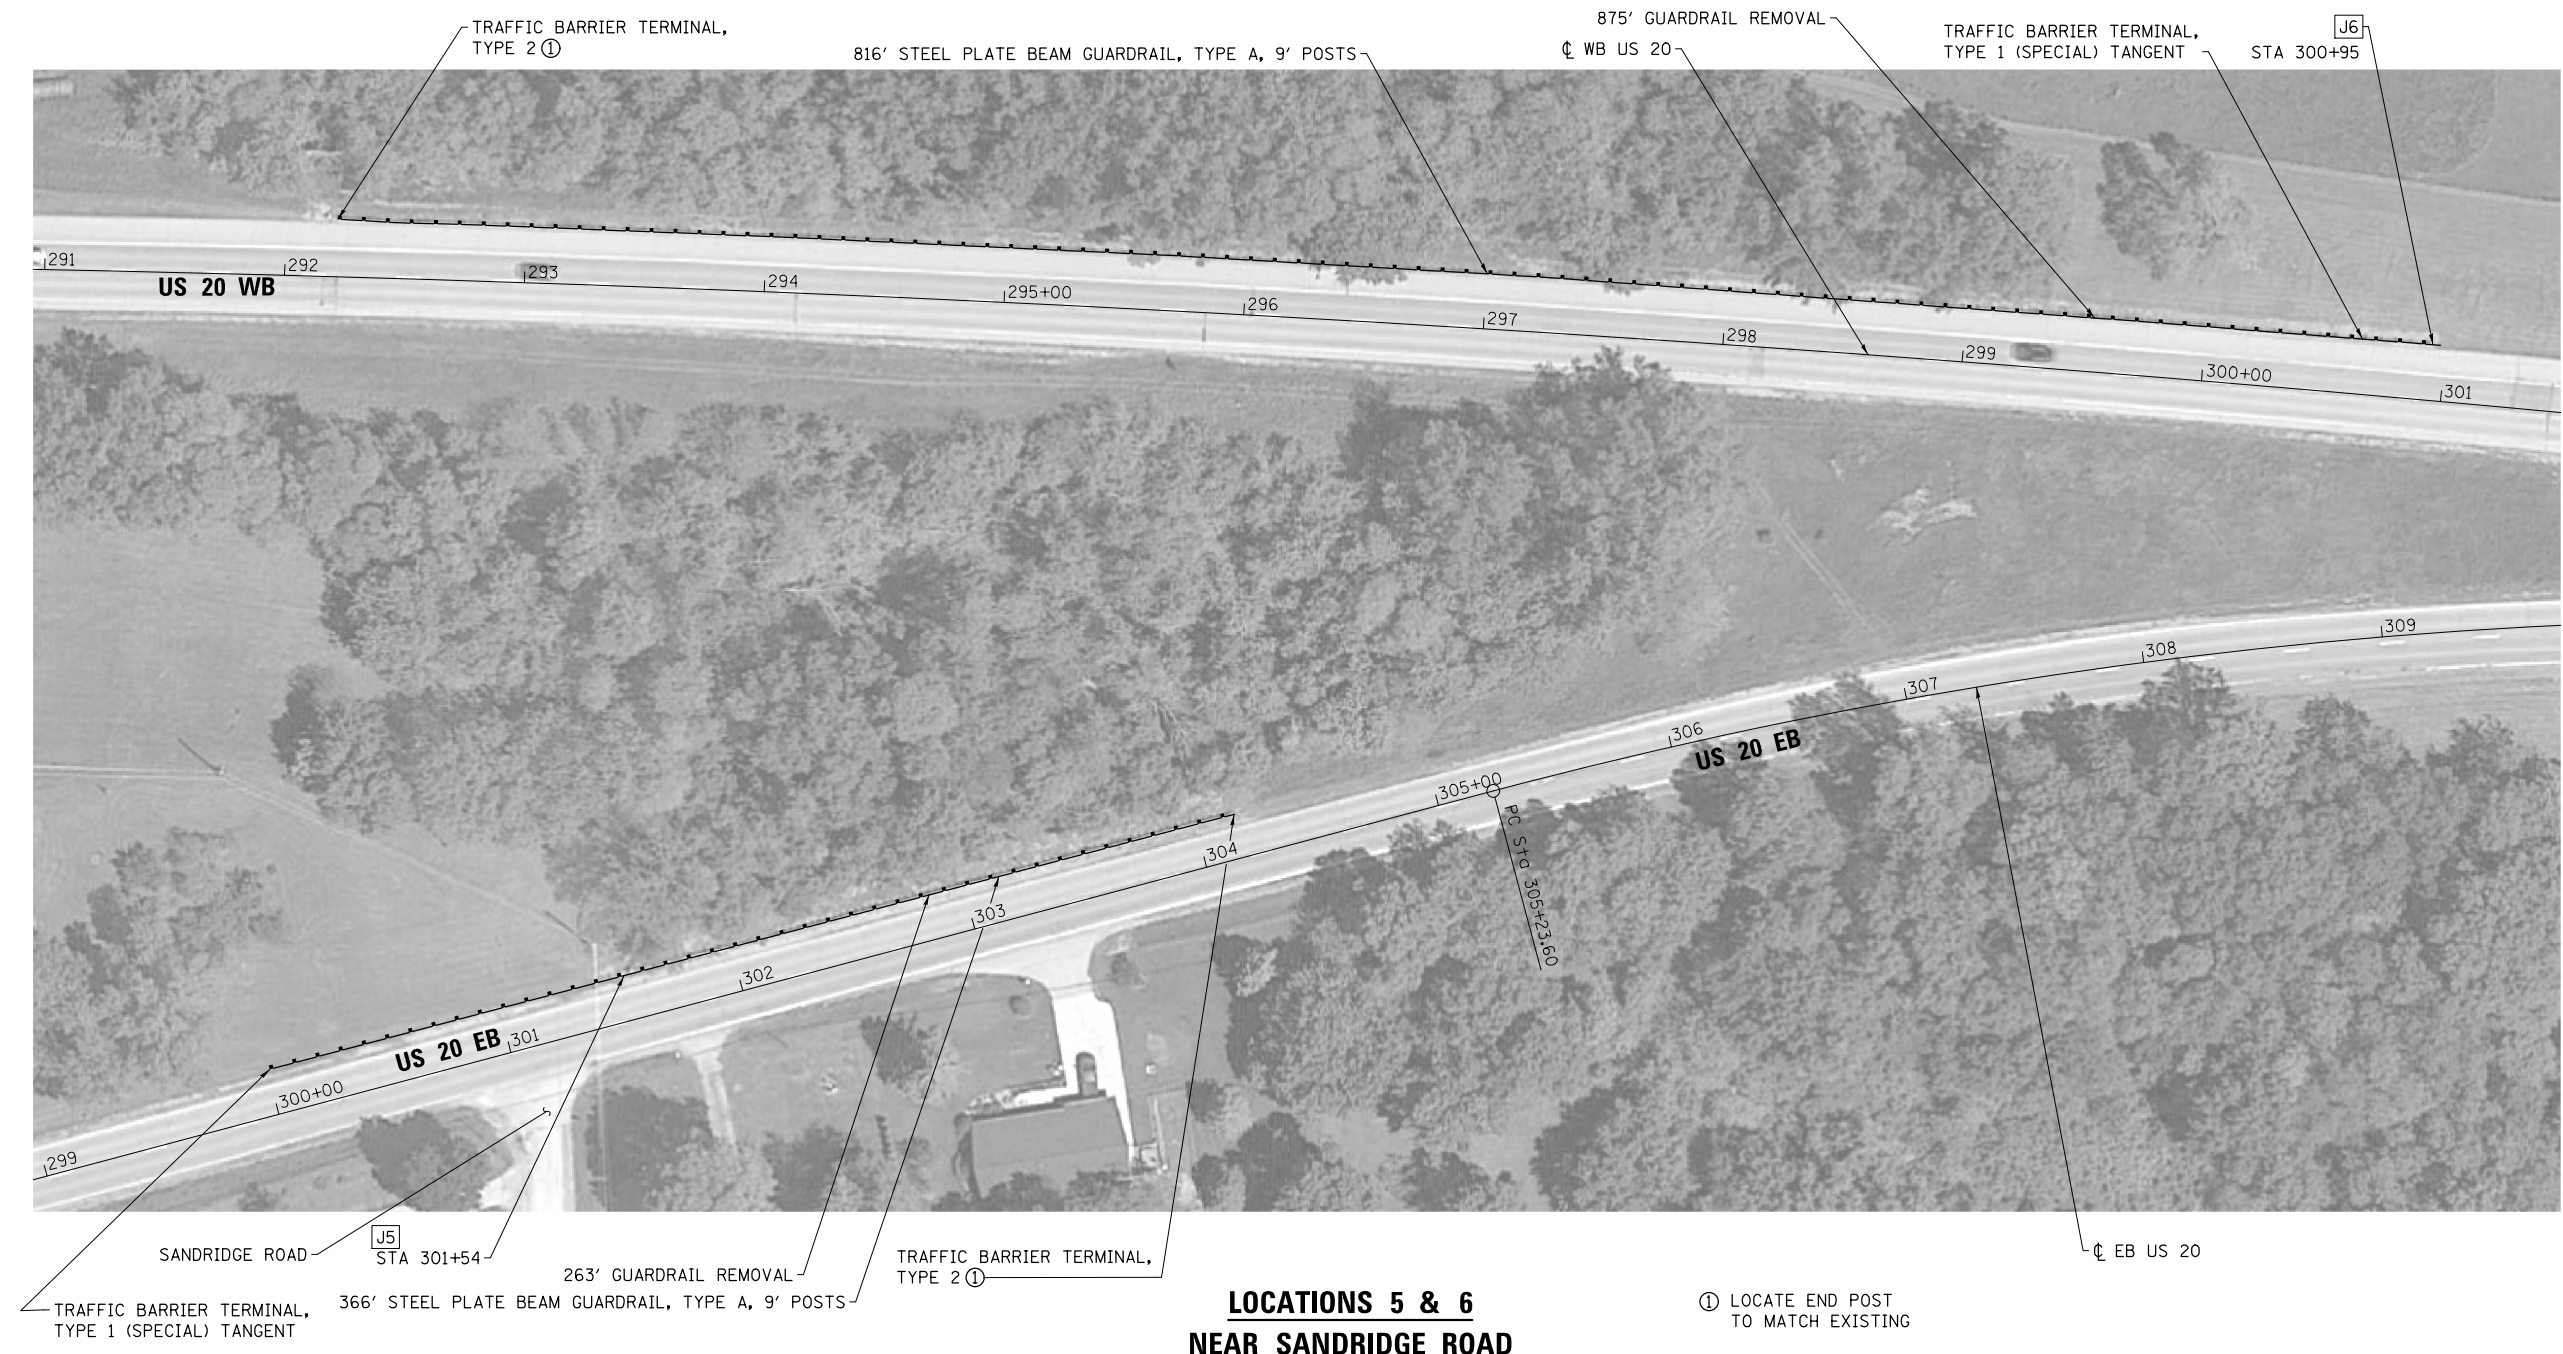 TRAFFIC BARRIER TERMINAL,
TYPE 2 ①
816' STEEL PLATE BEAM GUARDRAIL, TYPE A, 9' POSTS
875' GUARDRAIL REMOVAL
℄ WB US 20
TRAFFIC BARRIER TERMINAL,
TYPE 1 (SPECIAL) TANGENT
J6
STA 300+95
291
292
293
294
295+00
296
297
298
299
300+00
301
US 20 WB
309
308
307
306
305+00
US 20 EB
PC Sta 305+23.60
304
303
302
301
US 20 EB
300+00
299
SANDRIDGE ROAD
J5
STA 301+54
263' GUARDRAIL REMOVAL
366' STEEL PLATE BEAM GUARDRAIL, TYPE A, 9' POSTS
TRAFFIC BARRIER TERMINAL,
TYPE 2 ①
℄ EB US 20
TRAFFIC BARRIER TERMINAL,
TYPE 1 (SPECIAL) TANGENT
① LOCATE END POST
TO MATCH EXISTING
LOCATIONS 5 & 6
NEAR SANDRIDGE ROAD